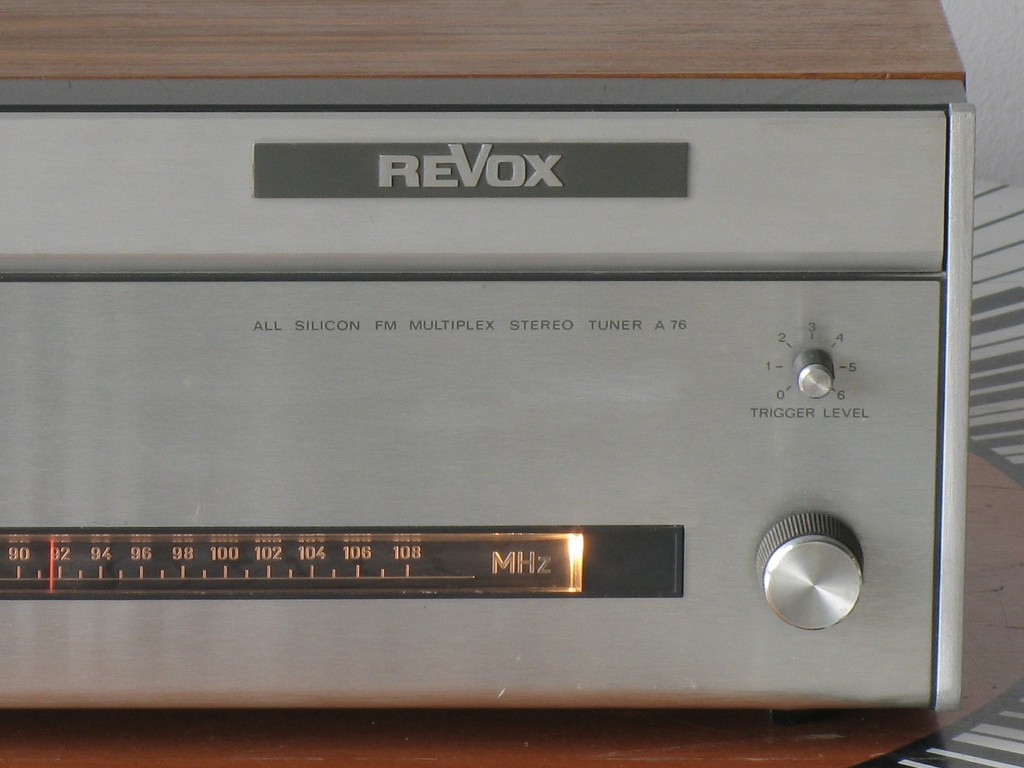 REVOX
ALL SILICON FM MULTIPLEX STEREO TUNER A 76
0 1 2 3 4 5 6
TRIGGER LEVEL
90 92 94 96 98 100 102 104 106 108 MHz